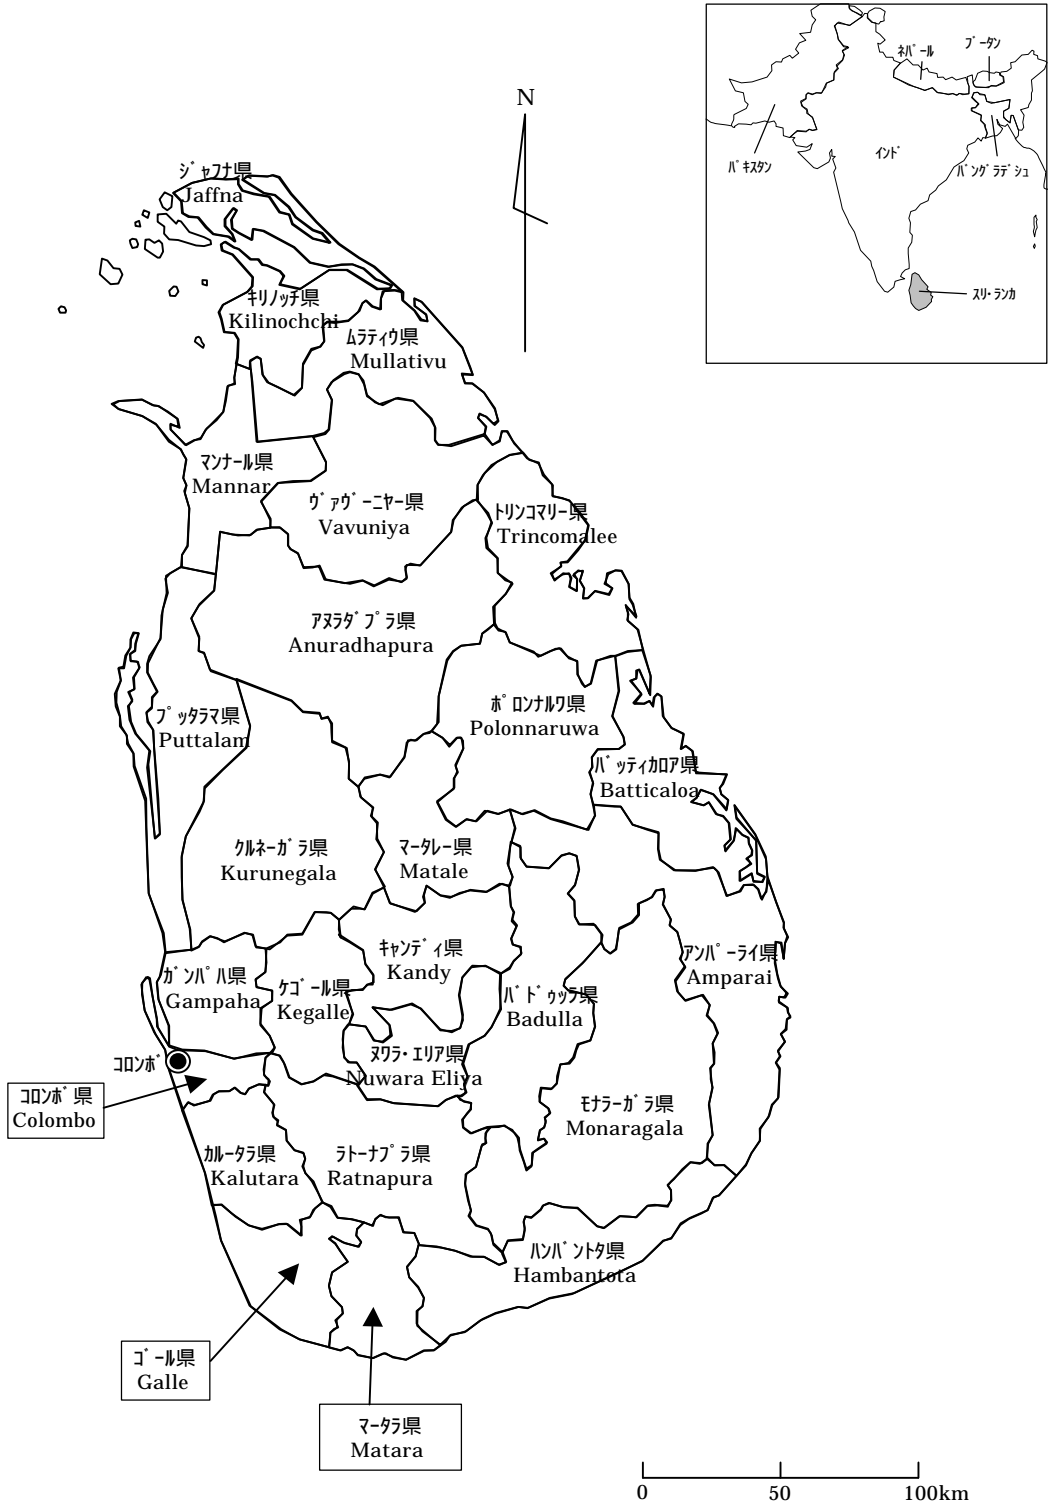 ﾈﾊﾟｰﾙ
ﾌﾞｰﾀﾝ
ﾊﾟｷｽﾀﾝ
ｲﾝﾄﾞ
ﾊﾞﾝｸﾞﾗﾃﾞｼｭ
ｽﾘ･ﾗﾝｶ
N
ｼﾞｬﾌﾅ県
Jaffna
ｷﾘﾉｯﾁ県
Kilinochchi
ﾑﾗﾃｨｳ県
Mullativu
ﾏﾝﾅｰﾙ県
Mannar
ｳﾞｧｳﾞｰﾆﾔｰ県
Vavuniya
ﾄﾘﾝｺﾏﾘｰ県
Trincomalee
ｱﾇﾗﾀﾞﾌﾟﾗ県
Anuradhapura
ﾎﾟﾛﾝﾅﾙﾜ県
Polonnaruwa
ﾌﾟｯﾀﾗﾏ県
Puttalam
ﾊﾞｯﾃｨｶﾛｱ県
Batticaloa
ｸﾙﾈｰｶﾞﾗ県
Kurunegala
ﾏｰﾀﾚｰ県
Matale
ｷｬﾝﾃﾞｨ県
Kandy
ｱﾝﾊﾟｰﾗｲ県
Amparai
ｶﾞﾝﾊﾟﾊ県
Gampaha
ｹｺﾞｰﾙ県
Kegalle
ﾊﾞﾄﾞｩｯﾗ県
Badulla
ﾇﾜﾗ･ｴﾘｱ県
Nuwara Eliya
ｺﾛﾝﾎﾞ
ｺﾛﾝﾎﾞ県
Colombo
ﾓﾅﾗｰｶﾞﾗ県
Monaragala
ｶﾙｰﾀﾗ県
Kalutara
ﾗﾄｰﾅﾌﾟﾗ県
Ratnapura
ﾊﾝﾊﾞﾝﾄﾀ県
Hambantota
ｺﾞｰﾙ県
Galle
ﾏｰﾀﾗ県
Matara
0 50 100km